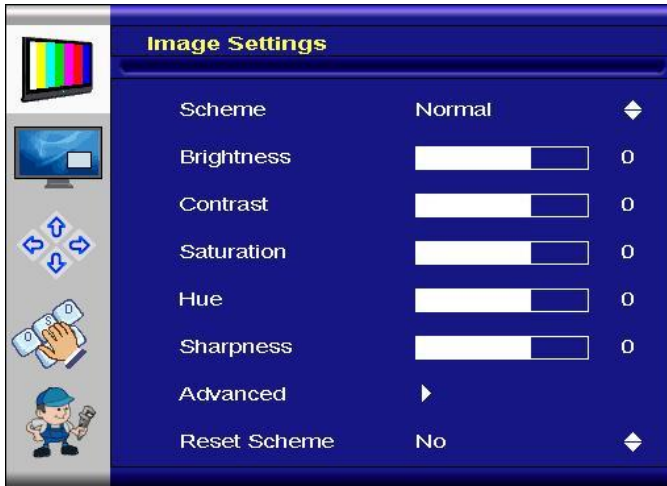 Image Settings
Scheme Normal
Brightness 0
Contrast 0
Saturation 0
Hue 0
Sharpness 0
Advanced
Reset Scheme No
O S D